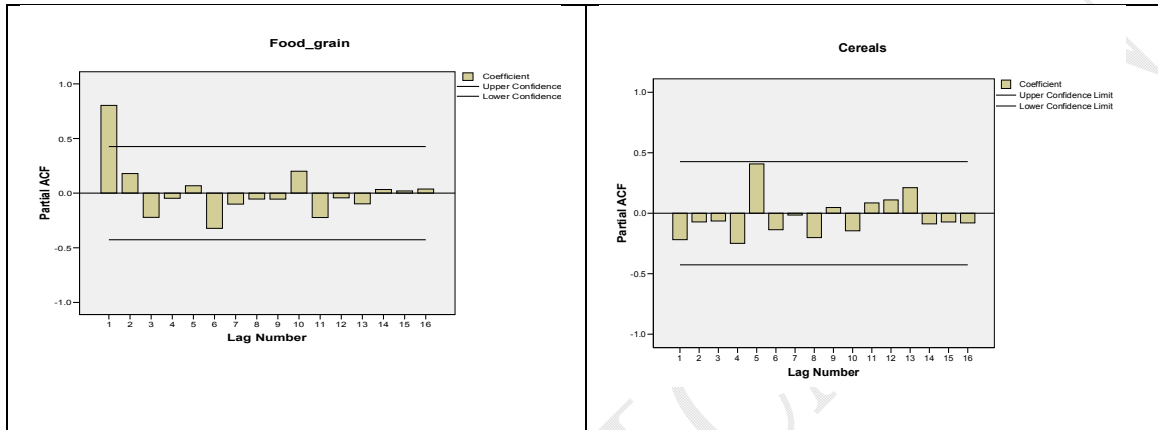 Food_grain
Coefficient
Upper Confidence
Lower Confidence
Partial ACF
1.0
0.5
0.0
-0.5
-1.0
1 2 3 4 5 6 7 8 9 10 11 12 13 14 15 16
Lag Number
Cereals
Coefficient
Upper Confidence Limit
Lower Confidence Limit
Partial ACF
1.0
0.5
0.0
-0.5
-1.0
1 2 3 4 5 6 7 8 9 10 11 12 13 14 15 16
Lag Number